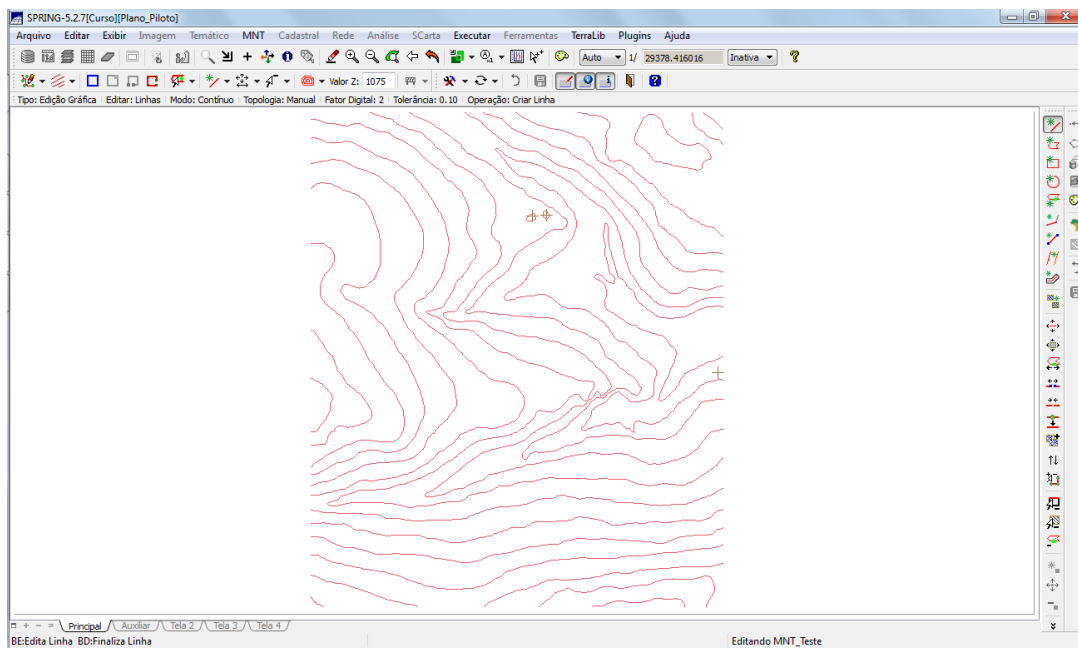 SPRING-5.2.7[Curso][Plano_Piloto]
Arquivo Editar Exibir Imagem Temático MNT Cadastral Rede Análise SCarta Executar Ferramentas TerraLib Plugins Ajuda
Auto 1/ 29378.416016 Inativa
Valor Z: 1075
Tipo: Edição Gráfica Editar: Linhas Modo: Contínuo Topologia: Manual Fator Digital: 2 Tolerância: 0.10 Operação: Criar Linha
Principal Auxiliar Tela 2 Tela 3 Tela 4
BE:Edita Linha BD:Finaliza Linha Editando MNT_Teste